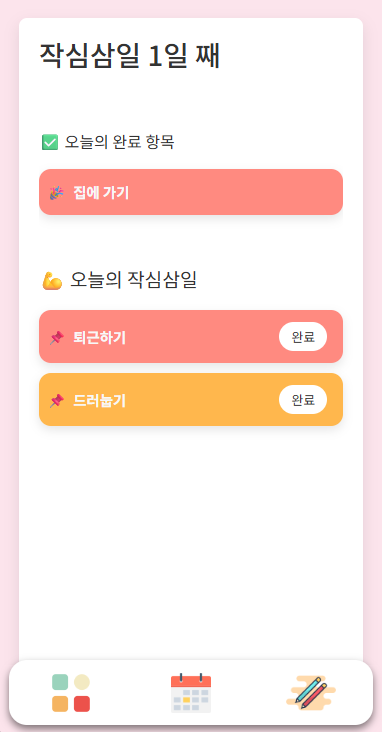 작심삼일 1일 째
✅ 오늘의 완료 항목
🎉 집에 가기
💪 오늘의 작심삼일
📌 퇴근하기 완료
📌 드러눕기 완료